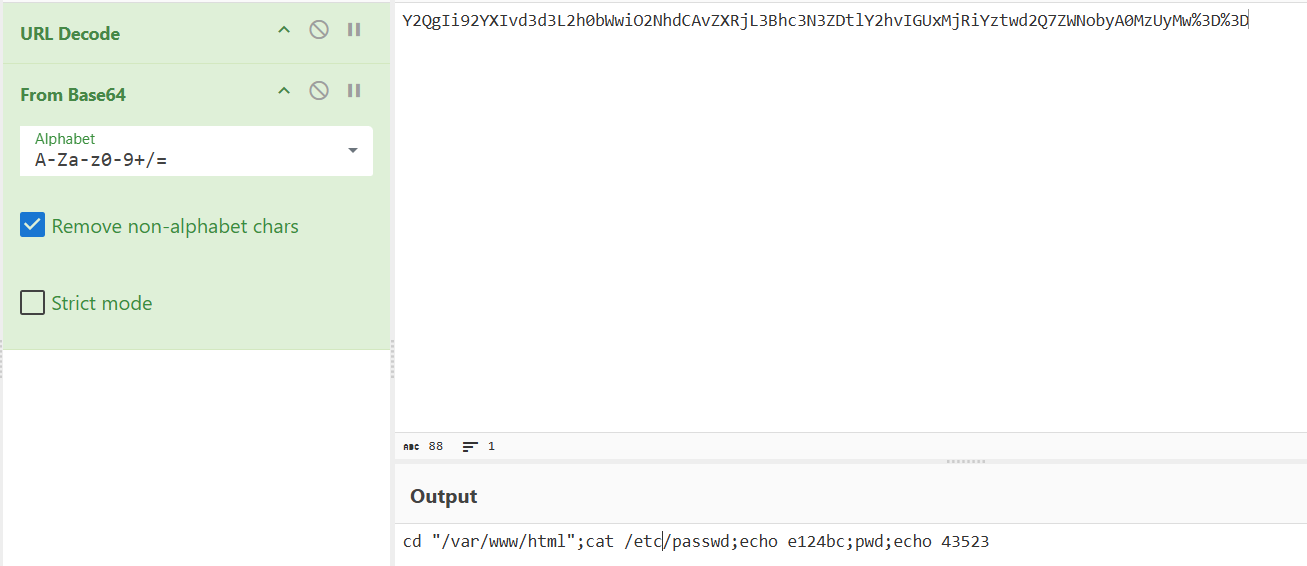 URL Decode
From Base64
Alphabet
A-Za-z0-9+/=
Remove non-alphabet chars
Strict mode
Y2QgIi92YXIvd3d3L2h0bWwiO2NhdCAvZXRjL3Bhc3N3ZDtlY2hvIGUxMjRiYztwd2Q7ZWNobyA0MzUyMw%3D%3D
ABC 88 1
Output
cd "/var/www/html";cat /etc/passwd;echo e124bc;pwd;echo 43523